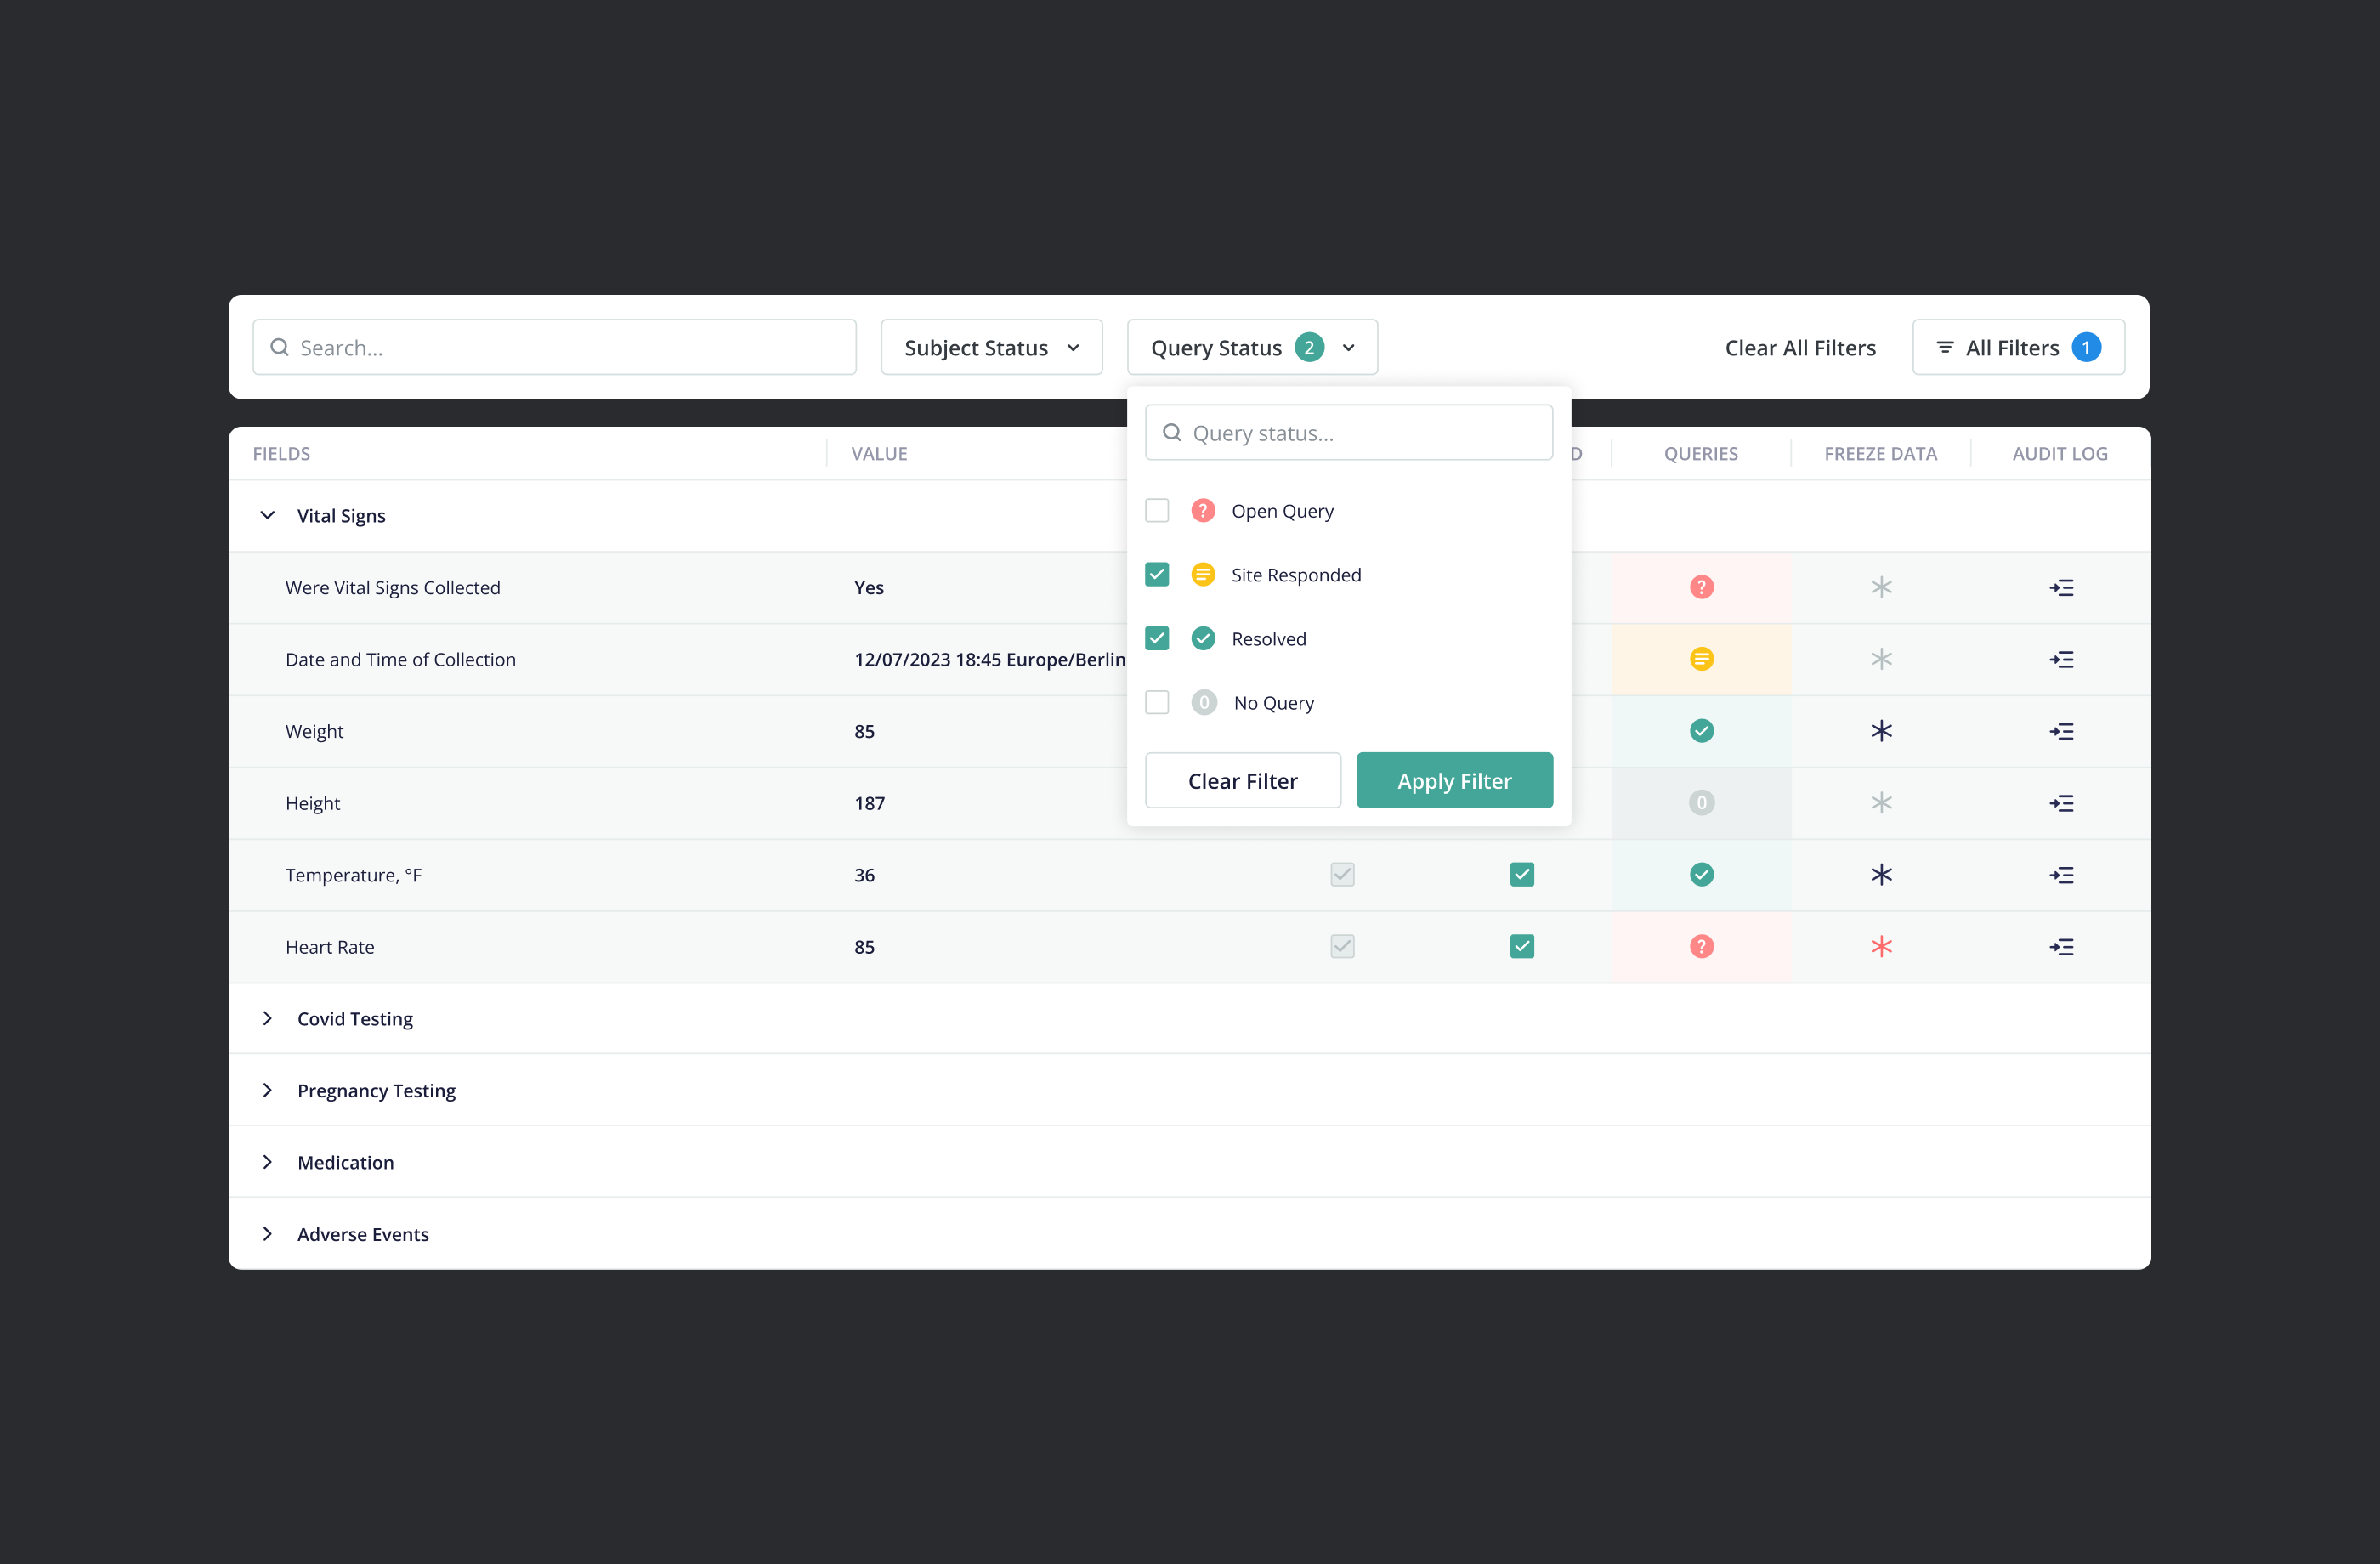 Search...
Subject Status
Query Status 2
Clear All Filters
All Filters 1
FIELDS VALUE D QUERIES FREEZE DATA AUDIT LOG
Query status...
Open Query
Site Responded
Resolved
0 No Query
Clear Filter
Apply Filter
Vital Signs
Were Vital Signs Collected Yes ?
Date and Time of Collection 12/07/2023 18:45 Europe/Berlin
Weight 85
Height 187 0
Temperature, °F 36
Heart Rate 85 ?
Covid Testing
Pregnancy Testing
Medication
Adverse Events